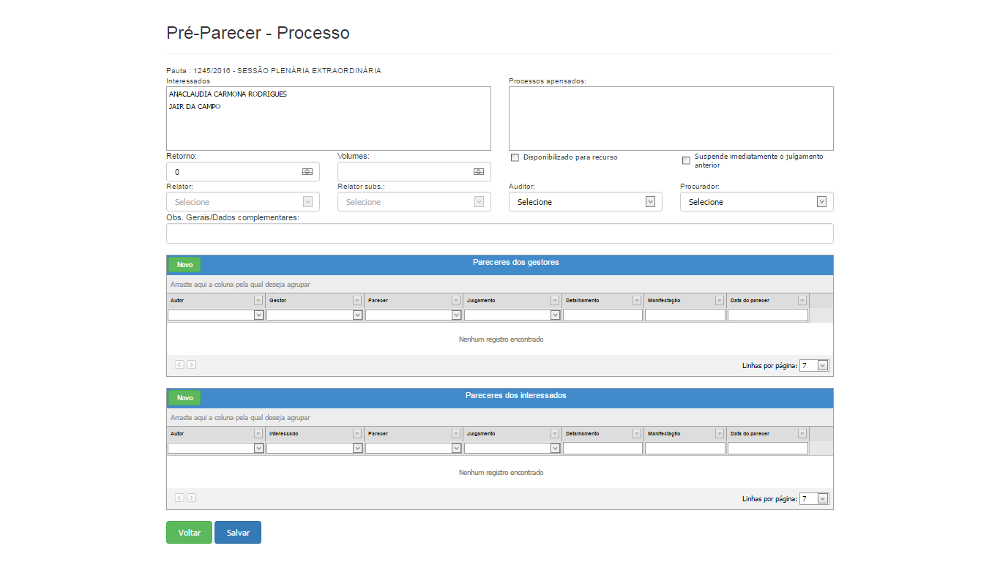 Pré-Parecer - Processo
Pauta : 1245/2016 - SESSÃO PLENÁRIA EXTRAORDINÁRIA
Interessados
Processos apensados:
ANACLAUDIA CARMONA RODRIGUES
JAIR DA CAMPO
Retorno:
Volumes:
Disponibilizado para recurso
Suspende imediatamente o julgamento
anterior
0
Relator:
Relator subs.:
Auditor:
Procurador:
Selecione
Selecione
Selecione
Selecione
Obs. Gerais/Dados complementares:
Novo
Pareceres dos gestores
Arraste aqui a coluna pela qual deseja agrupar
Autor
Gestor
Parecer
Julgamento
Detalhamento
Manifestação
Data do parecer
Nenhum registro encontrado
Linhas por página: 7
Novo
Pareceres dos interessados
Arraste aqui a coluna pela qual deseja agrupar
Autor
Interessado
Parecer
Julgamento
Detalhamento
Manifestação
Data do parecer
Nenhum registro encontrado
Linhas por página: 7
Voltar
Salvar